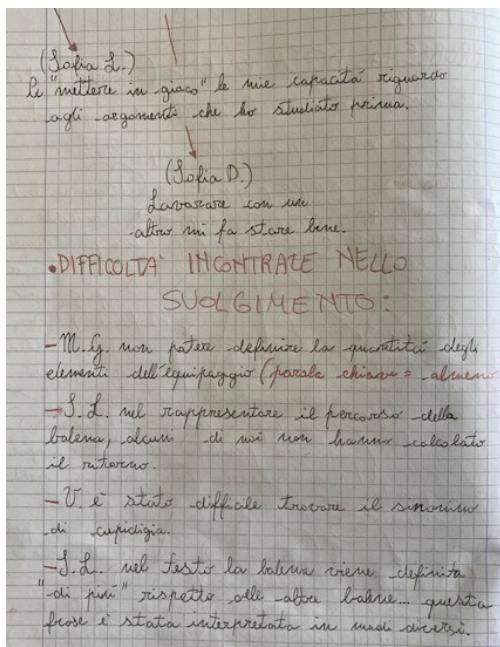 (Sofia L.)
Di "mettere in gioco" le mie capacità riguardo
agli argomenti che ho studiato prima.
(Sofia D.)
Lavorare con un
altro mi fa stare bene.
• DIFFICOLTA' INCONTRATE NELLO
SVOLGIMENTO:
- M.G. non potere definire la quantità degli
elementi dell'equipaggio (parola chiave = almeno
- S.L. nel rappresentare il percorso della
balena, alcuni di noi non hanno calcolato
il ritorno.
- V. è stato difficile trovare il sinonimo
di cupidigia.
- S.L. nel testo la balena viene definita
"di più" rispetto alle altre balene... questa
frase è stata interpretata in modi diversi.